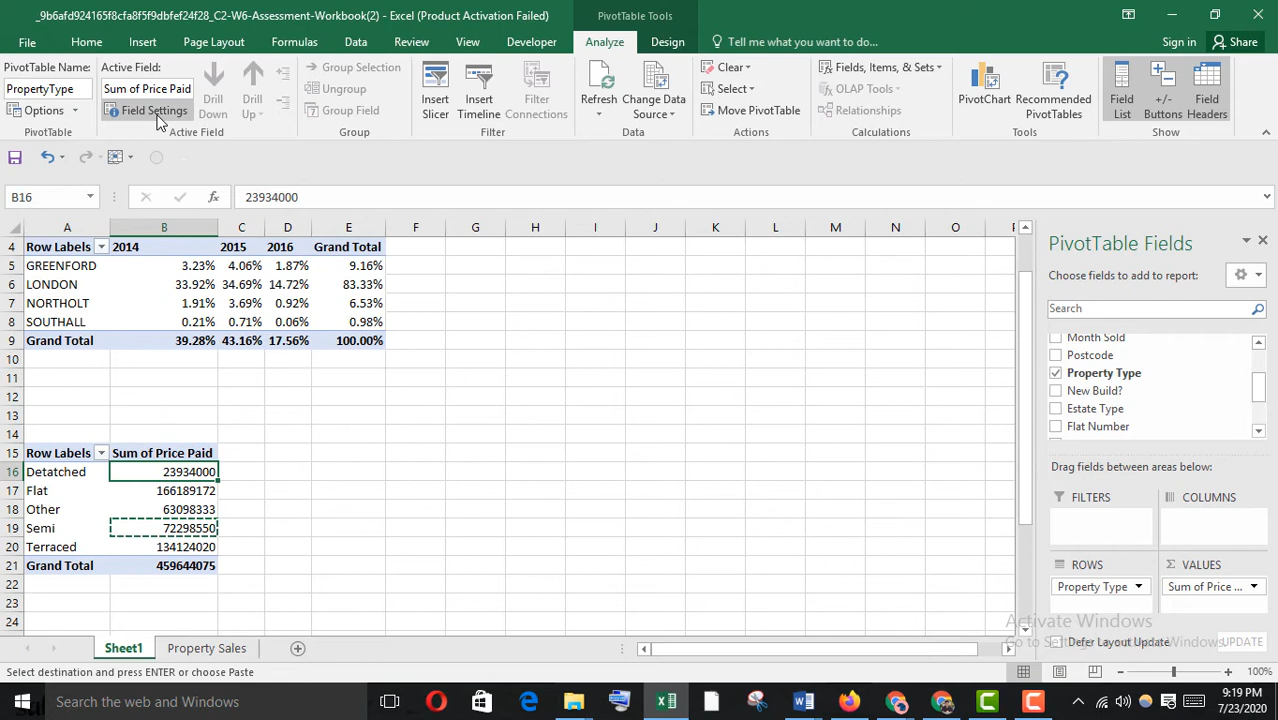 _9b6afd924165f8cfa8f5f9dbfef24f28_C2-W6-Assessment-Workbook(2) - Excel (Product Activation Failed)
PivotTable Tools
File Home Insert Page Layout Formulas Data Review View Developer Analyze Design Tell me what you want to do... Sign in Share
PivotTable Name:
PropertyType
Options
PivotTable
Active Field:
Sum of Price Paid
Field Settings
Drill Down
Drill Up
Active Field
Group Selection
Ungroup
Group Field
Group
Insert Slicer
Insert Timeline
Filter Connections
Filter
Refresh
Change Data Source
Data
Clear
Select
Move PivotTable
Actions
Fields, Items, & Sets
OLAP Tools
Relationships
Calculations
PivotChart
Recommended PivotTables
Tools
Field List
+/- Buttons
Field Headers
Show
B16 fx 23934000
A B C D E F G H I J K L M N O P
4 Row Labels 2014 2015 2016 Grand Total
5 GREENFORD 3.23% 4.06% 1.87% 9.16%
6 LONDON 33.92% 34.69% 14.72% 83.33%
7 NORTHOLT 1.91% 3.69% 0.92% 6.53%
8 SOUTHALL 0.21% 0.71% 0.06% 0.98%
9 Grand Total 39.28% 43.16% 17.56% 100.00%
10
11
12
13
14
15 Row Labels Sum of Price Paid
16 Detatched 23934000
17 Flat 166189172
18 Other 63098333
19 Semi 72298550
20 Terraced 134124020
21 Grand Total 459644075
22
23
24
PivotTable Fields
Choose fields to add to report:
Search
Month Sold
Postcode
Property Type
New Build?
Estate Type
Flat Number
Drag fields between areas below:
FILTERS COLUMNS
ROWS Σ VALUES
Property Type Sum of Price ...
Activate Windows
Go to Settings to activate Windows.
Defer Layout Update UPDATE
Sheet1 Property Sales
Select destination and press ENTER or choose Paste
100%
Search the web and Windows
9:19 PM
7/23/2020